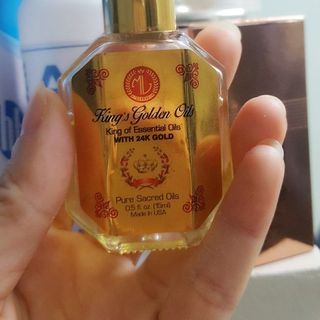 King's Golden Oils
King of Essential Oils
WITH 24K GOLD
Pure Sacred Oils
0.5 fl oz (15ml)
Made In USA